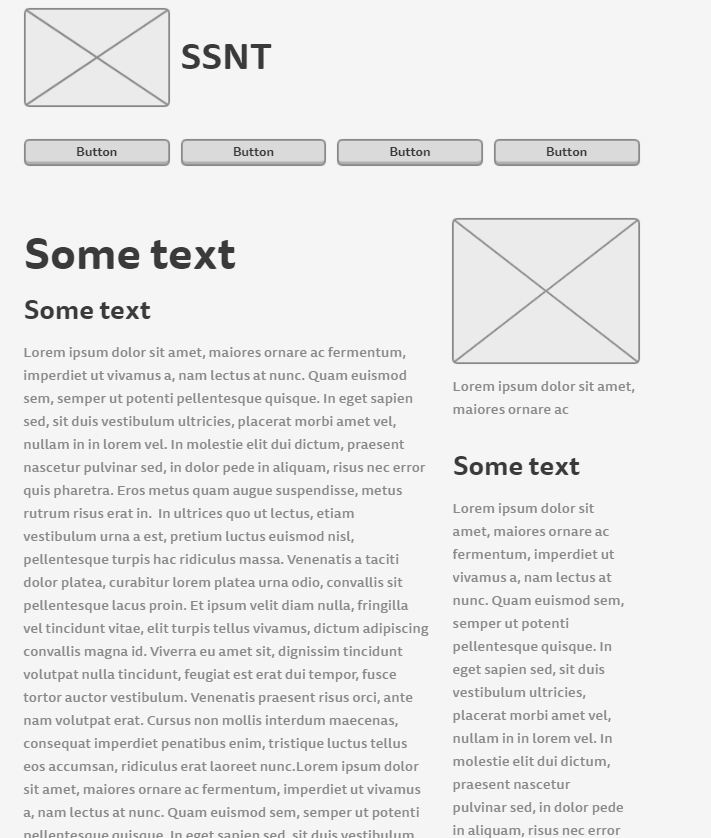 SSNT
Button
Button
Button
Button
Some text
Some text
Lorem ipsum dolor sit amet, maiores ornare ac fermentum,
imperdiet ut vivamus a, nam lectus at nunc. Quam euismod
sem, semper ut potenti pellentesque quisque. In eget sapien
sed, sit duis vestibulum ultricies, placerat morbi amet vel,
nullam in in lorem vel. In molestie elit dui dictum, praesent
nascetur pulvinar sed, in dolor pede in aliquam, risus nec error
quis pharetra. Eros metus quam augue suspendisse, metus
rutrum risus erat in.  In ultrices quo ut lectus, etiam
vestibulum urna a est, pretium luctus euismod nisl,
pellentesque turpis hac ridiculus massa. Venenatis a taciti
dolor platea, curabitur lorem platea urna odio, convallis sit
pellentesque lacus proin. Et ipsum velit diam nulla, fringilla
vel tincidunt vitae, elit turpis tellus vivamus, dictum adipiscing
convallis magna id. Viverra eu amet sit, dignissim tincidunt
volutpat nulla tincidunt, feugiat est erat dui tempor, fusce
tortor auctor vestibulum. Venenatis praesent risus orci, ante
nam volutpat erat. Cursus non mollis interdum maecenas,
consequat imperdiet penatibus enim, tristique luctus tellus
eos accumsan, ridiculus erat laoreet nunc.Lorem ipsum dolor
sit amet, maiores ornare ac fermentum, imperdiet ut vivamus
a, nam lectus at nunc. Quam euismod sem, semper ut potenti
pellentesque quisque. In eget sapien sed, sit duis vestibulum
Lorem ipsum dolor sit amet,
maiores ornare ac
Some text
Lorem ipsum dolor sit
amet, maiores ornare ac
fermentum, imperdiet ut
vivamus a, nam lectus at
nunc. Quam euismod sem,
semper ut potenti
pellentesque quisque. In
eget sapien sed, sit duis
vestibulum ultricies,
placerat morbi amet vel,
nullam in in lorem vel. In
molestie elit dui dictum,
praesent nascetur
pulvinar sed, in dolor pede
in aliquam, risus nec error